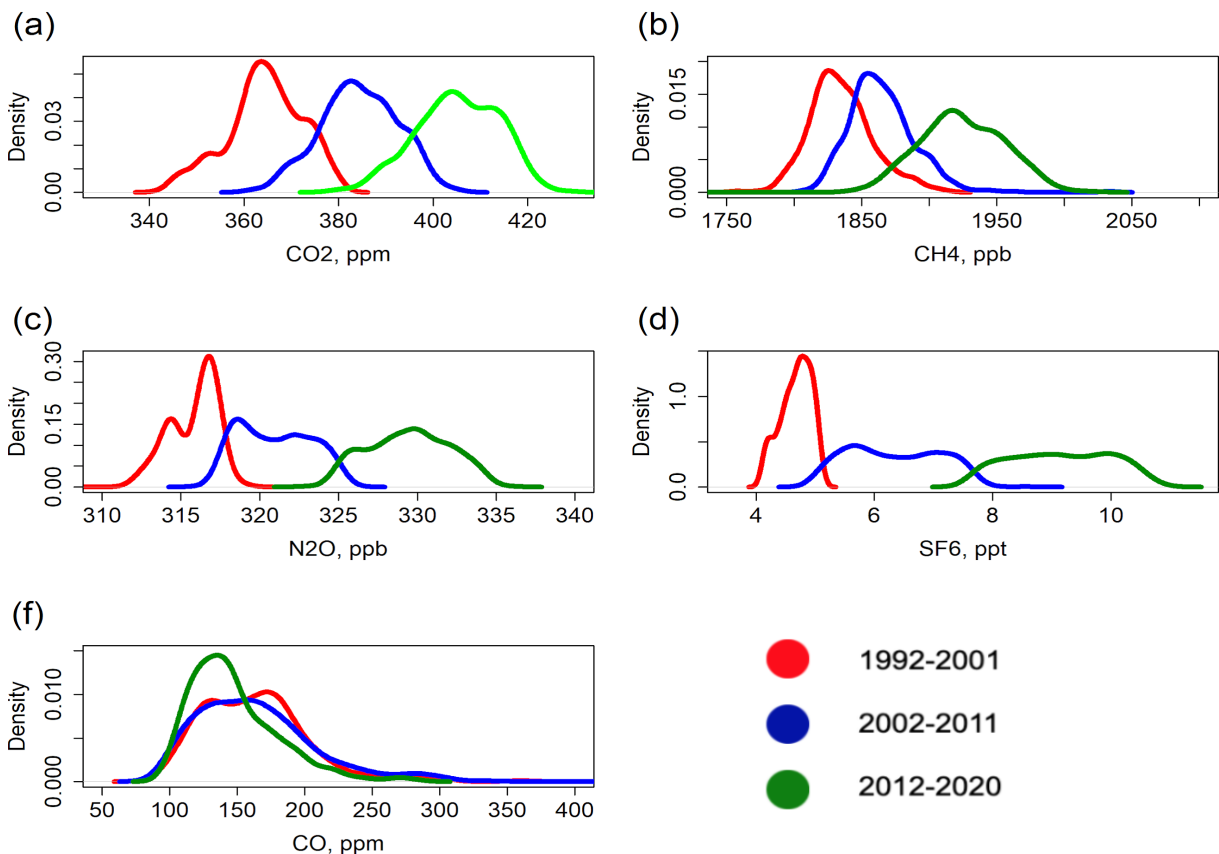 (a)
Density
0.00
0.03
340
360
380
400
420
CO2, ppm
(b)
Density
0.000
0.015
1750
1850
1950
2050
CH4, ppb
(c)
Density
0.00
0.15
0.30
310
315
320
325
330
335
340
N2O, ppb
(d)
Density
0.0
1.0
4
6
8
10
SF6, ppt
(f)
Density
0.000
0.010
50
100
150
200
250
300
350
400
CO, ppm
1992-2001
2002-2011
2012-2020